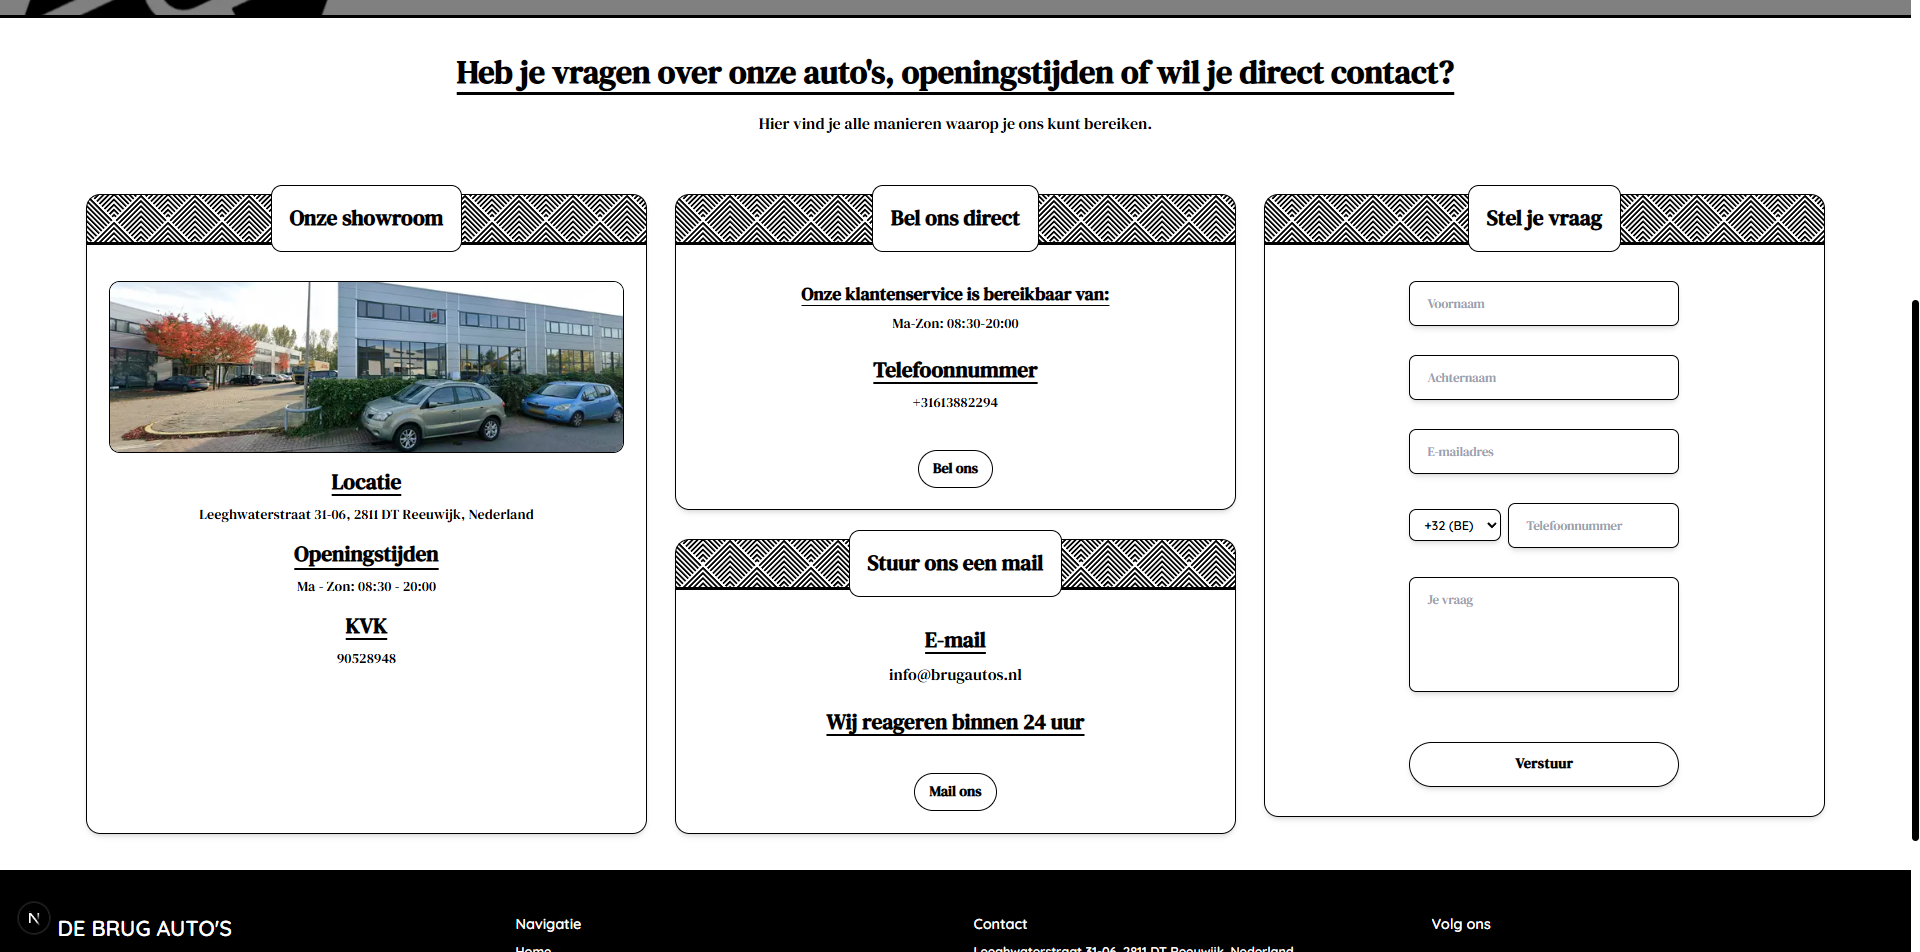 Heb je vragen over onze auto's, openingstijden of wil je direct contact?
Hier vind je alle manieren waarop je ons kunt bereiken.
Onze showroom
Locatie
Leeghwaterstraat 31-06, 2811 DT Reeuwijk, Nederland
Openingstijden
Ma - Zon: 08:30 - 20:00
KVK
90528948
Bel ons direct
Onze klantenservice is bereikbaar van:
Ma-Zon: 08:30-20:00
Telefoonnummer
+31613882294
Bel ons
Stuur ons een mail
E-mail
info@brugautos.nl
Wij reageren binnen 24 uur
Mail ons
Stel je vraag
Voornaam
Achternaam
E-mailadres
+32 (BE)
Telefoonnummer
Je vraag
Verstuur
N
DE BRUG AUTO'S
Navigatie
Home
Contact
Leeghwaterstraat 31-06, 2811 DT Reeuwijk, Nederland
Volg ons